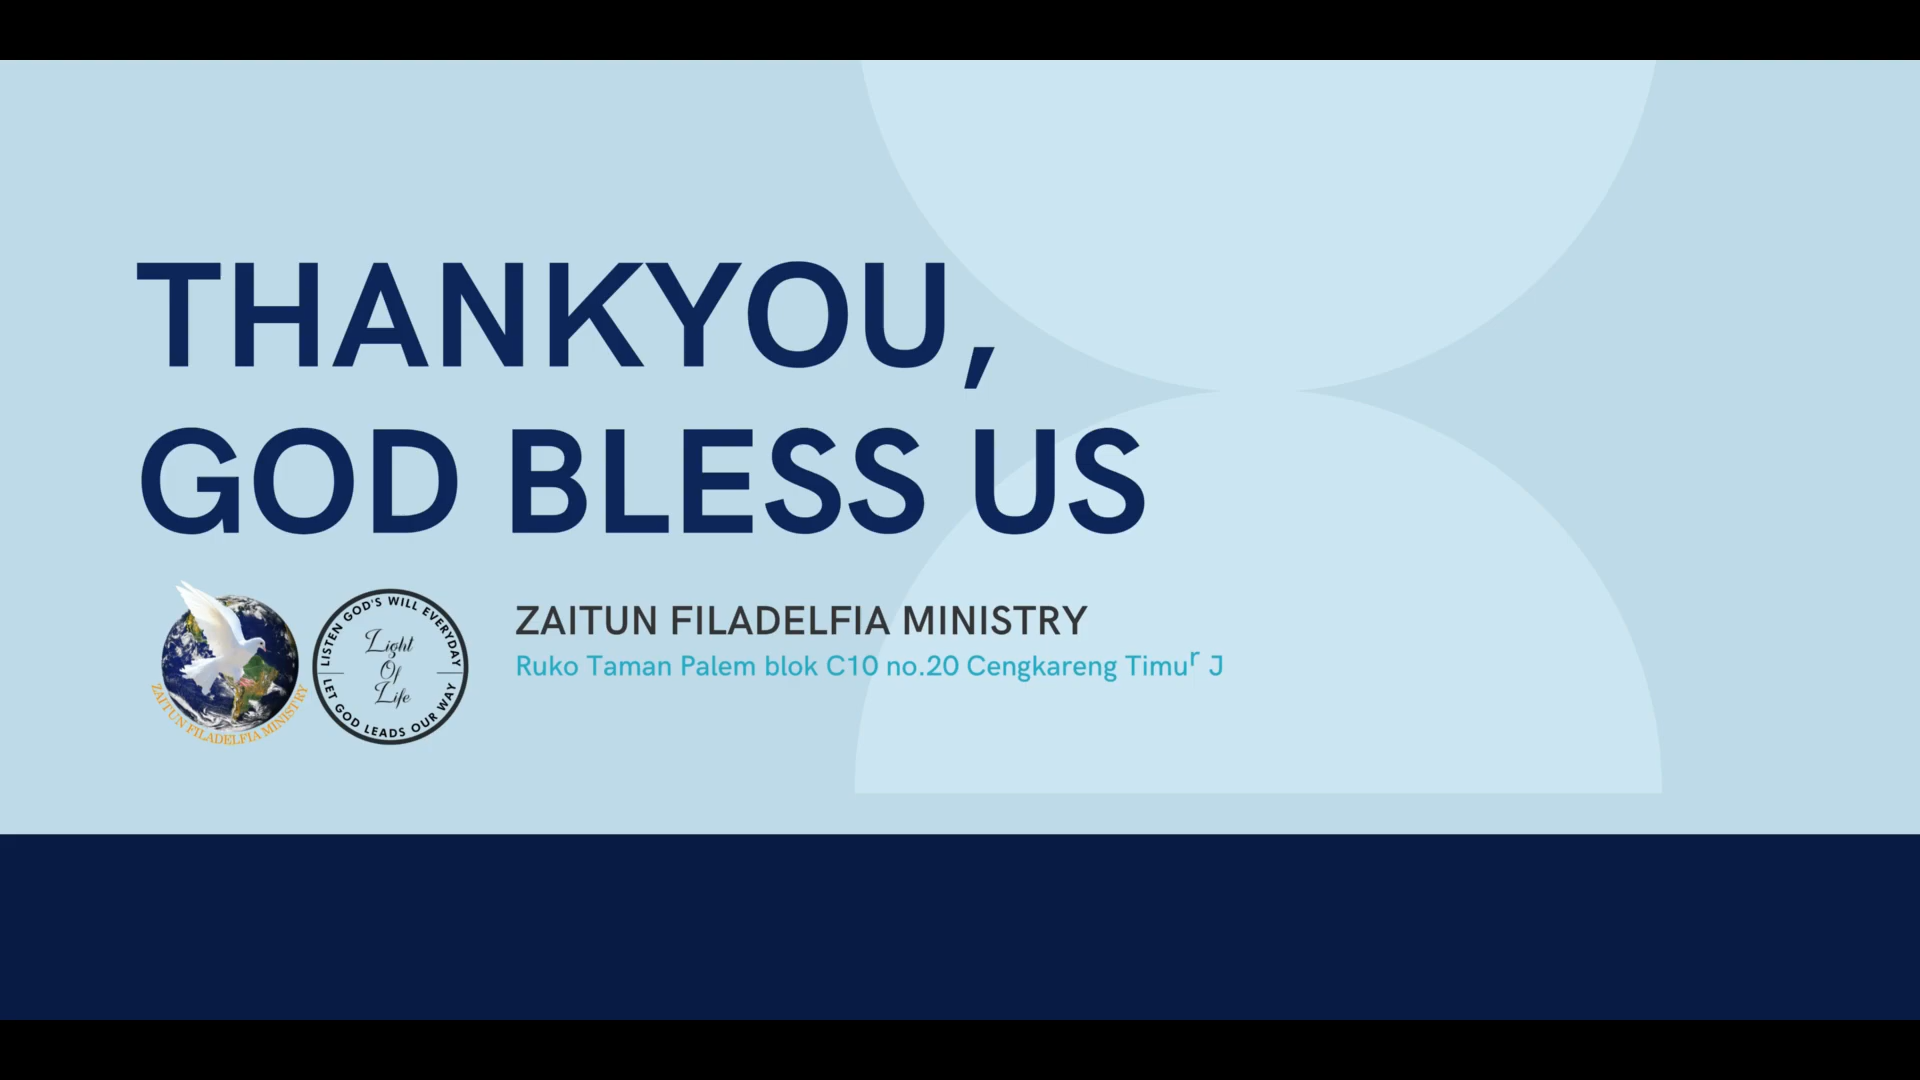 THANKYOU,
GOD BLESS US
ZAITUN FILADELFIA MINISTRY
Ruko Taman Palem blok C10 no.20 Cengkareng Timur J
ZAITUN FILADELFIA MINISTRY
LISTEN GOD'S WILL EVERYDAY
Light
Of
Life
LET GOD LEADS OUR WAY